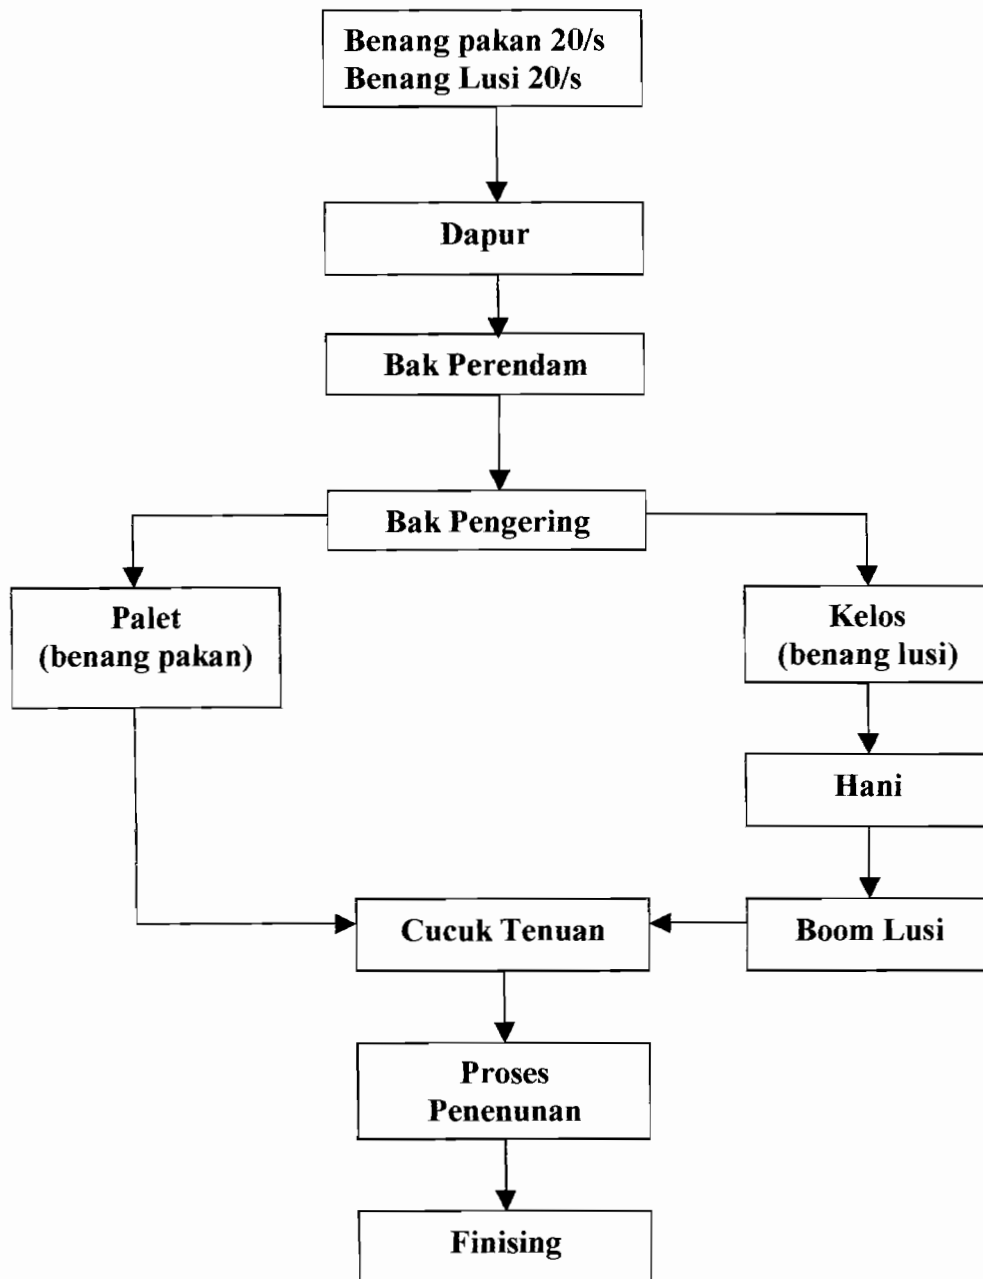 Benang pakan 20/s
Benang Lusi 20/s
Dapur
Bak Perendam
Bak Pengering
Palet
(benang pakan)
Kelos
(benang lusi)
Hani
Cucuk Tenuan
Boom Lusi
Proses
Penenunan
Finising